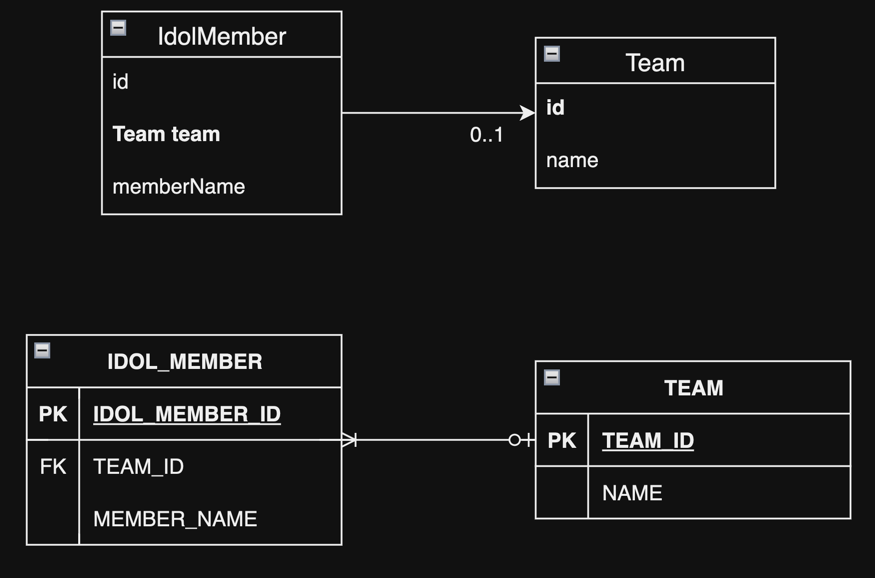 IdolMember
id
Team team
memberName
0..1
Team
id
name
IDOL_MEMBER
PK IDOL_MEMBER_ID
FK TEAM_ID
MEMBER_NAME
TEAM
PK TEAM_ID
NAME